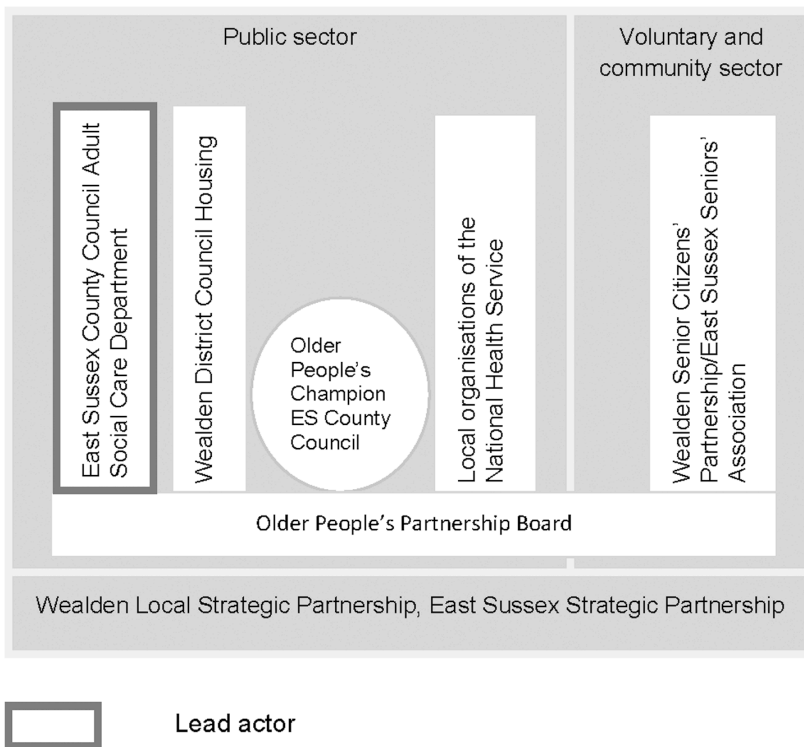 Public sector
Voluntary and
community sector
East Sussex County Council Adult
Social Care Department
Wealden District Council Housing
Older
People's
Champion
ES County
Council
Local organisations of the
National Health Service
Wealden Senior Citizens'
Partnership/East Sussex Seniors'
Association
Older People's Partnership Board
Wealden Local Strategic Partnership, East Sussex Strategic Partnership
Lead actor